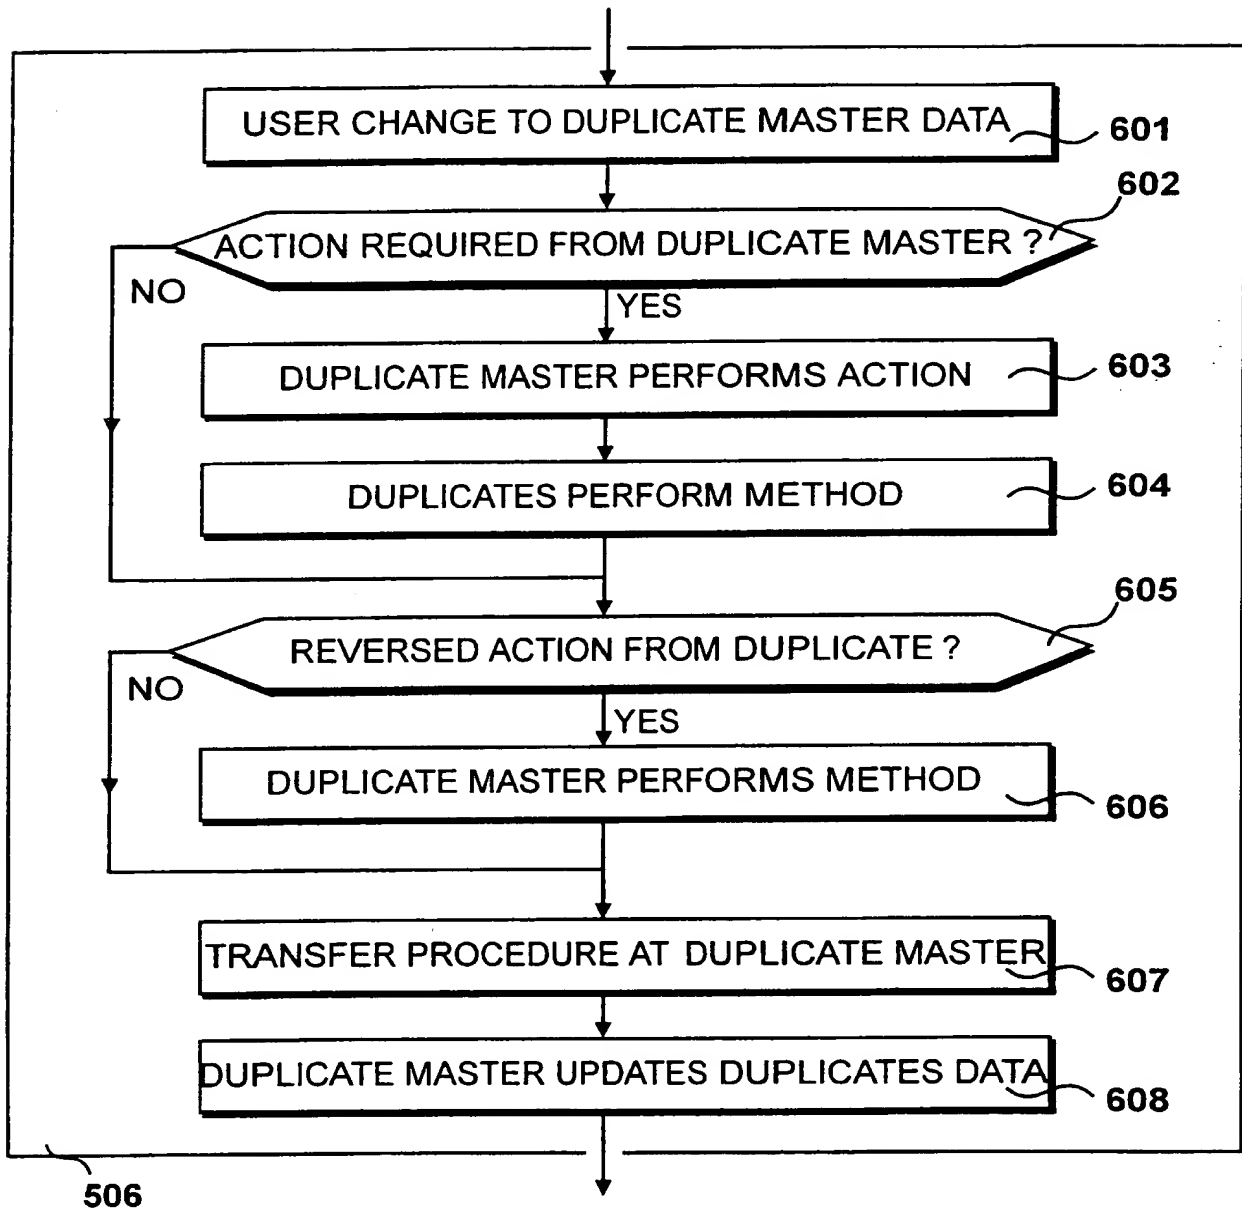 USER CHANGE TO DUPLICATE MASTER DATA
601
602
ACTION REQUIRED FROM DUPLICATE MASTER ?
NO
YES
DUPLICATE MASTER PERFORMS ACTION
603
DUPLICATES PERFORM METHOD
604
605
REVERSED ACTION FROM DUPLICATE ?
NO
YES
DUPLICATE MASTER PERFORMS METHOD
606
TRANSFER PROCEDURE AT DUPLICATE MASTER
607
DUPLICATE MASTER UPDATES DUPLICATES DATA
608
506